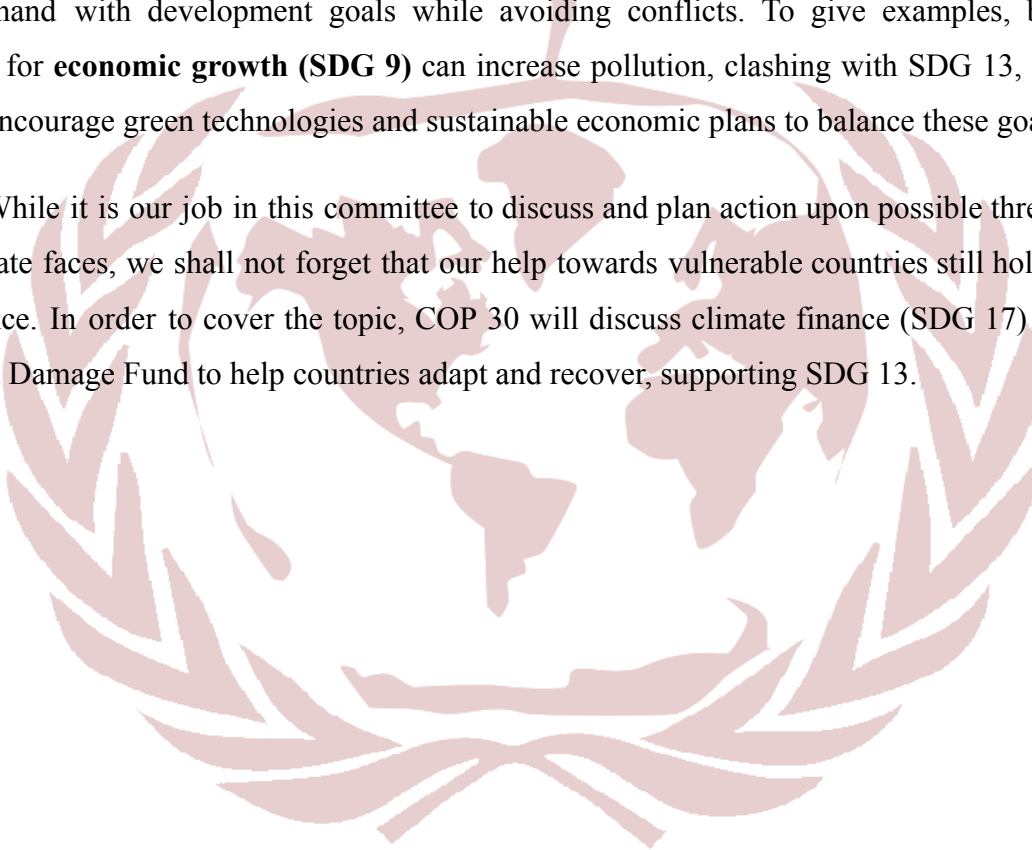 hand with development goals while avoiding conflicts. To give examples,
for economic growth (SDG 9) can increase pollution, clashing with SDG 13,
ncourage green technologies and sustainable economic plans to balance these goa
While it is our job in this committee to discuss and plan action upon possible thre
ate faces, we shall not forget that our help towards vulnerable countries still hol
ce. In order to cover the topic, COP 30 will discuss climate finance (SDG 17)
Damage Fund to help countries adapt and recover, supporting SDG 13.